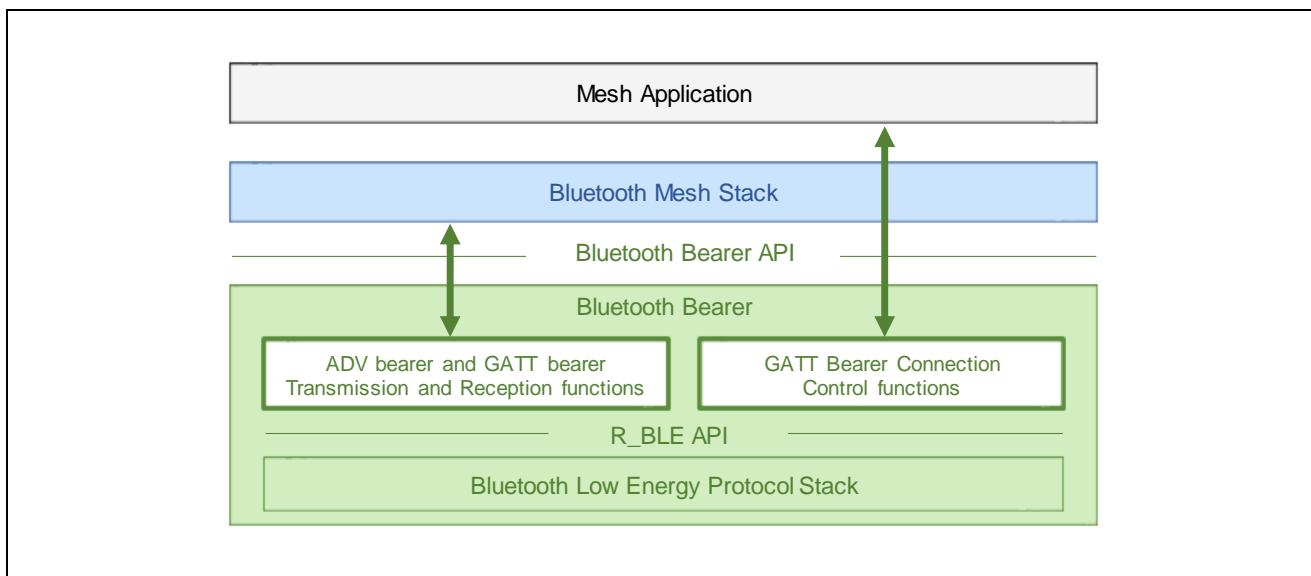 Mesh Application
Bluetooth Mesh Stack
Bluetooth Bearer API
Bluetooth Bearer
ADV bearer and GATT bearer
Transmission and Reception functions
GATT Bearer Connection
Control functions
R_BLE API
Bluetooth Low Energy Protocol Stack